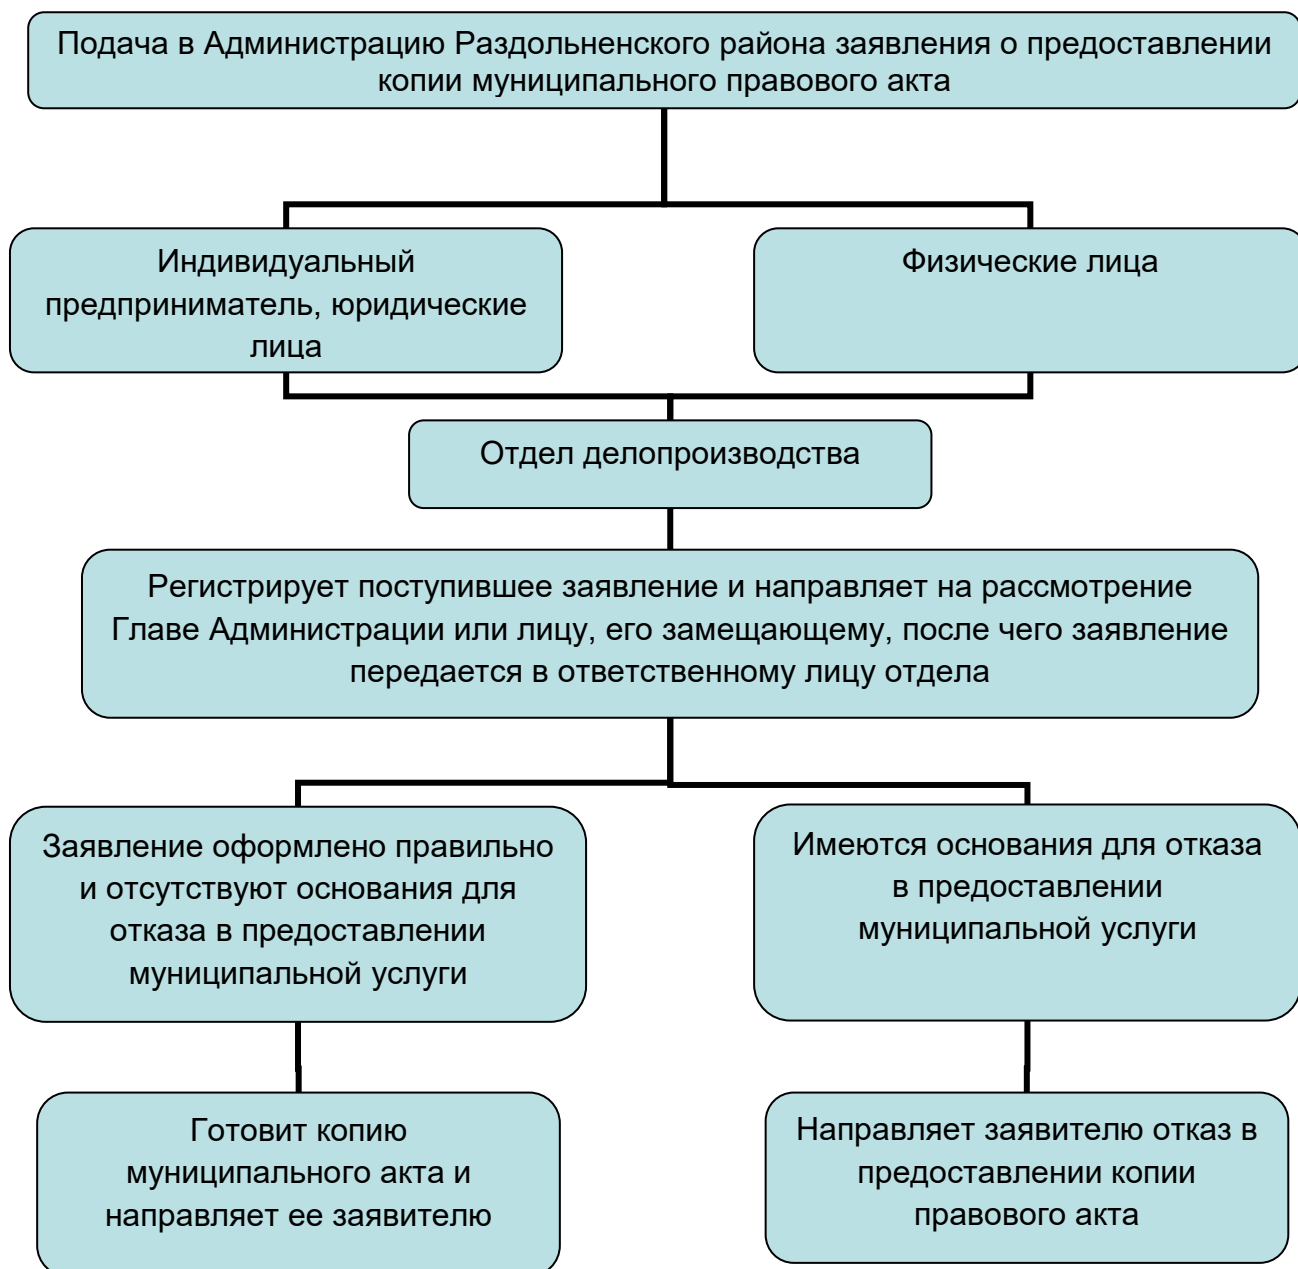 Подача в Администрацию Раздольненского района заявления о предоставлении
копии муниципального правового акта
Индивидуальный
предприниматель, юридические
лица
Физические лица
Отдел делопроизводства
Регистрирует поступившее заявление и направляет на рассмотрение
Главе Администрации или лицу, его замещающему, после чего заявление
передается в ответственному лицу отдела
Заявление оформлено правильно
и отсутствуют основания для
отказа в предоставлении
муниципальной услуги
Имеются основания для отказа
в предоставлении
муниципальной услуги
Готовит копию
муниципального акта и
направляет ее заявителю
Направляет заявителю отказ в
предоставлении копии
правового акта